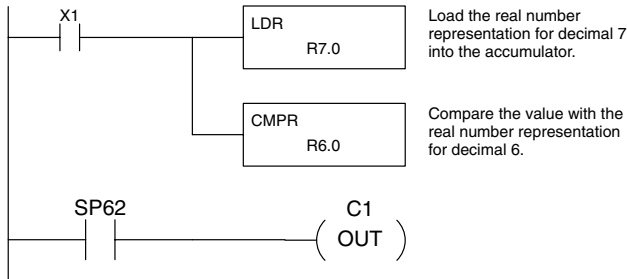 X1
LDR
R7.0
Load the real number
representation for decimal 7
into the accumulator.
CMPR
R6.0
Compare the value with the
real number representation
for decimal 6.
SP62
C1
OUT